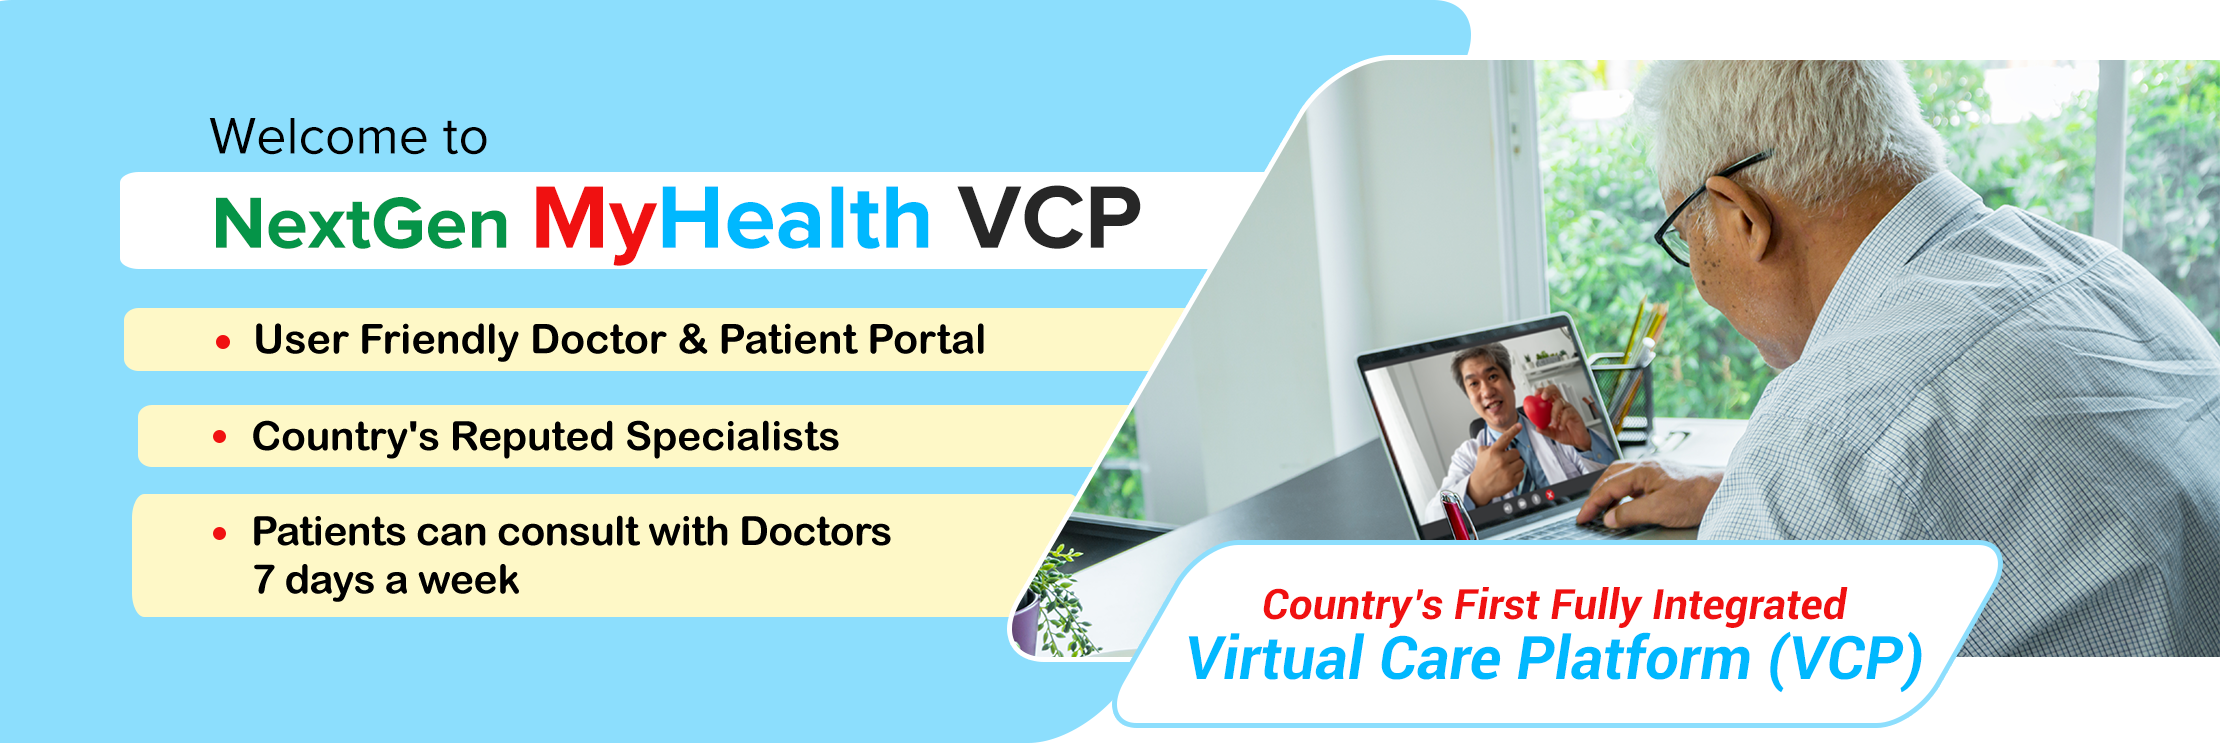 Welcome to
NextGen MyHealth VCP
• User Friendly Doctor & Patient Portal
• Country's Reputed Specialists
• Patients can consult with Doctors
7 days a week
Country's First Fully Integrated
Virtual Care Platform (VCP)